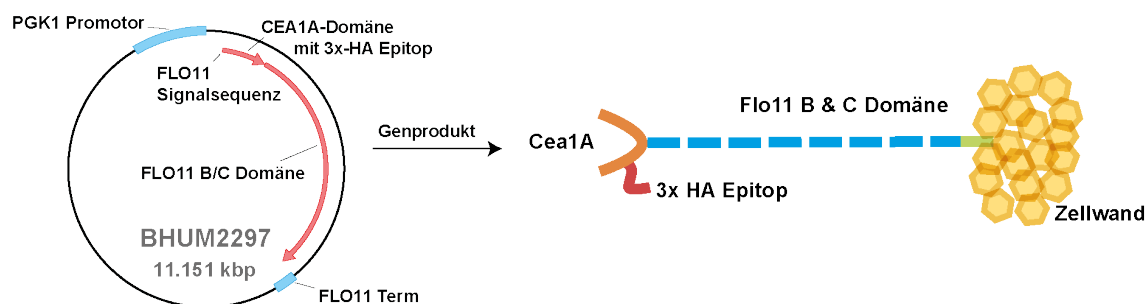 PGK1 Promotor
CEA1A-Domäne
mit 3x-HA Epitop
FLO11
Signalsequenz
FLO11 B/C Domäne
BHUM2297
11.151 kbp
FLO11 Term
Genprodukt
Flo11 B & C Domäne
Cea1A
3x HA Epitop
Zellwand